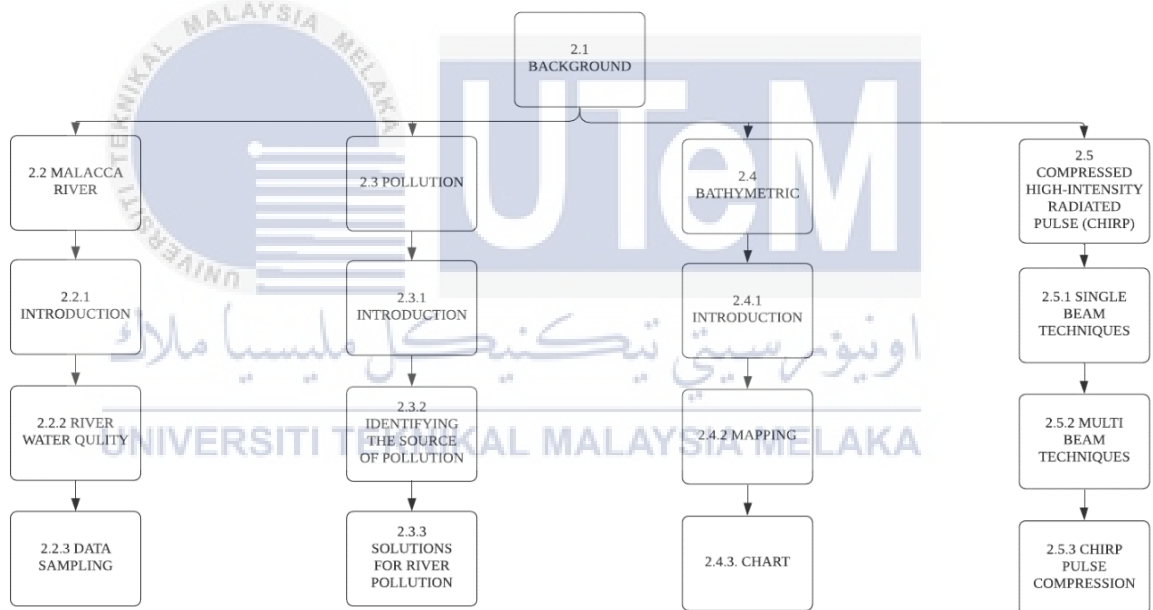 2.1
BACKGROUND
2.2 MALACCA
RIVER
2.2.1
INTRODUCTION
2.2.2 RIVER
WATER QULITY
2.2.3 DATA
SAMPLING
2.3 POLLUTION
2.3.1
INTRODUCTION
2.3.2
IDENTIFYING
THE SOURCE
OF POLLUTION
2.3.3
SOLUTIONS
FOR RIVER
POLLUTION
2.4
BATHYMETRIC
2.4.1
INTRODUCTION
2.4.2 MAPPING
2.4.3. CHART
2.5
COMPRESSED
HIGH-INTENSITY
RADIATED
PULSE (CHIRP)
2.5.1 SINGLE
BEAM
TECHNIQUES
2.5.2 MULTI
BEAM
TECHNIQUES
2.5.3 CHIRP
PULSE
COMPRESSION
UNIVERSITI TEKNIKAL MALAYSIA MELAKA
UTeM
اونيۏرسيتي تيكنيكل مليسيا ملاك
UNIVERSITI TEKNIKAL MALAYSIA MELAKA